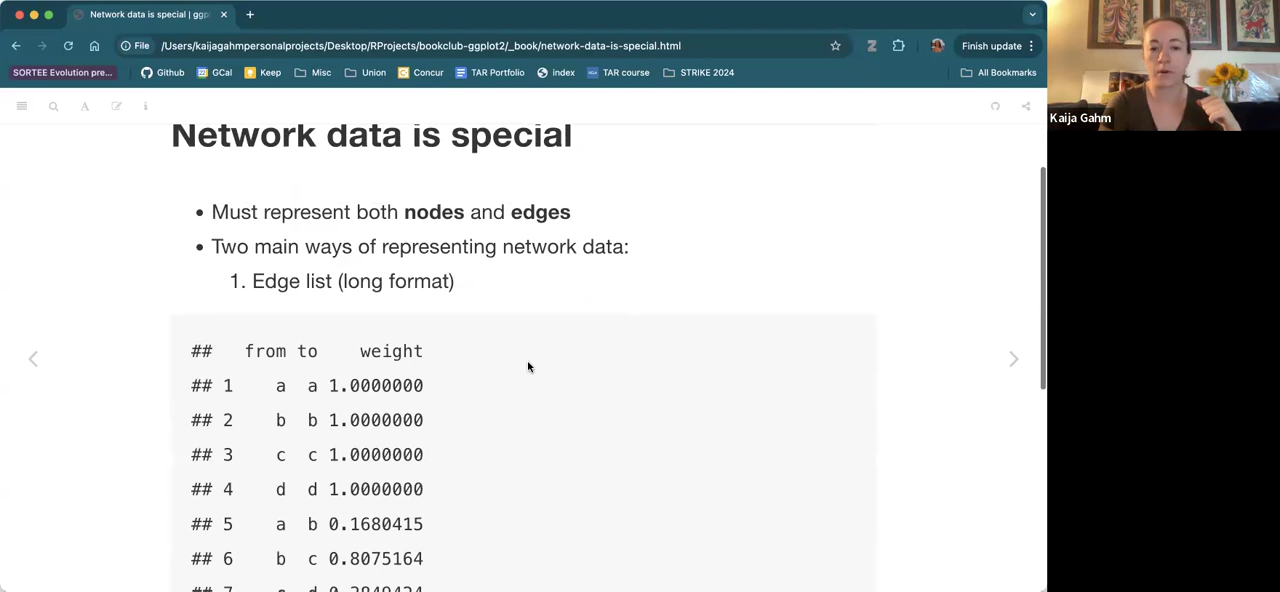 Network data is special | ggp
File
/Users/kaijagahmpersonalprojects/Desktop/RProjects/bookclub-ggplot2/_book/network-data-is-special.html
Finish update
SORTEE Evolution pre...
Github
GCal
Keep
Misc
Union
Concur
TAR Portfolio
index
TAR course
STRIKE 2024
All Bookmarks
Kaija Gahm
Network data is special
• Must represent both nodes and edges
• Two main ways of representing network data:
1. Edge list (long format)
## from to weight
## 1 a a 1.0000000
## 2 b b 1.0000000
## 3 c c 1.0000000
## 4 d d 1.0000000
## 5 a b 0.1680415
## 6 b c 0.8075164